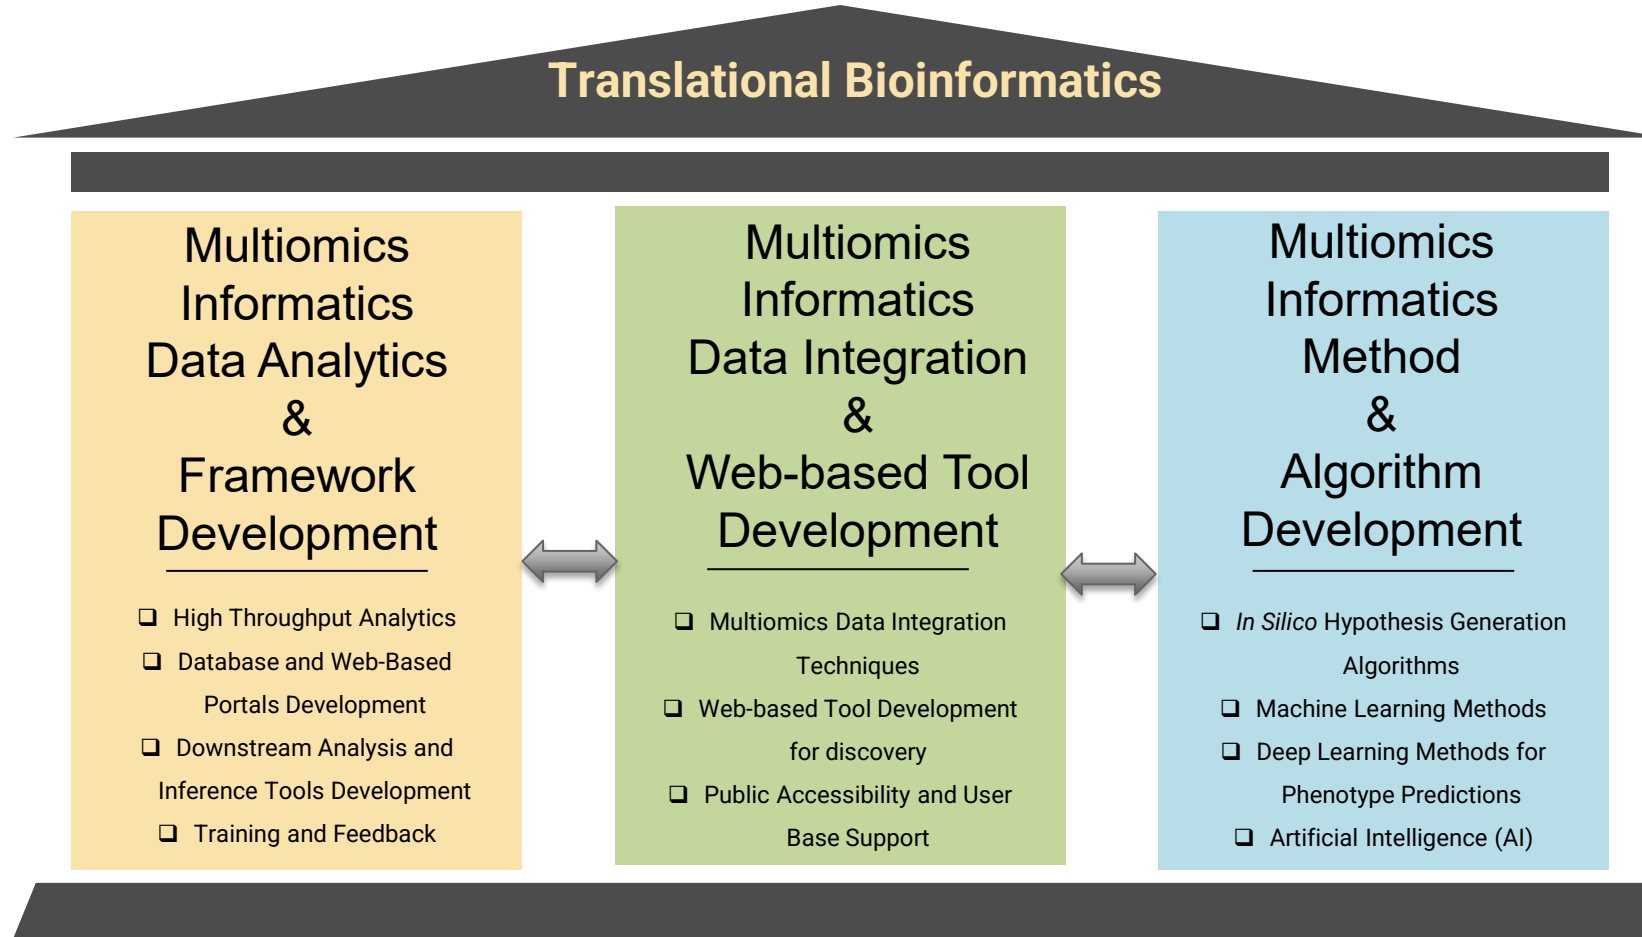 Translational Bioinformatics
Multiomics
Informatics
Data Analytics
&
Framework
Development
❑ High Throughput Analytics
❑ Database and Web-Based
Portals Development
❑ Downstream Analysis and
Inference Tools Development
❑ Training and Feedback
Multiomics
Informatics
Data Integration
&
Web-based Tool
Development
❑ Multiomics Data Integration
Techniques
❑ Web-based Tool Development
for discovery
❑ Public Accessibility and User
Base Support
Multiomics
Informatics
Method
&
Algorithm
Development
❑ In Silico Hypothesis Generation
Algorithms
❑ Machine Learning Methods
❑ Deep Learning Methods for
Phenotype Predictions
❑ Artificial Intelligence (AI)